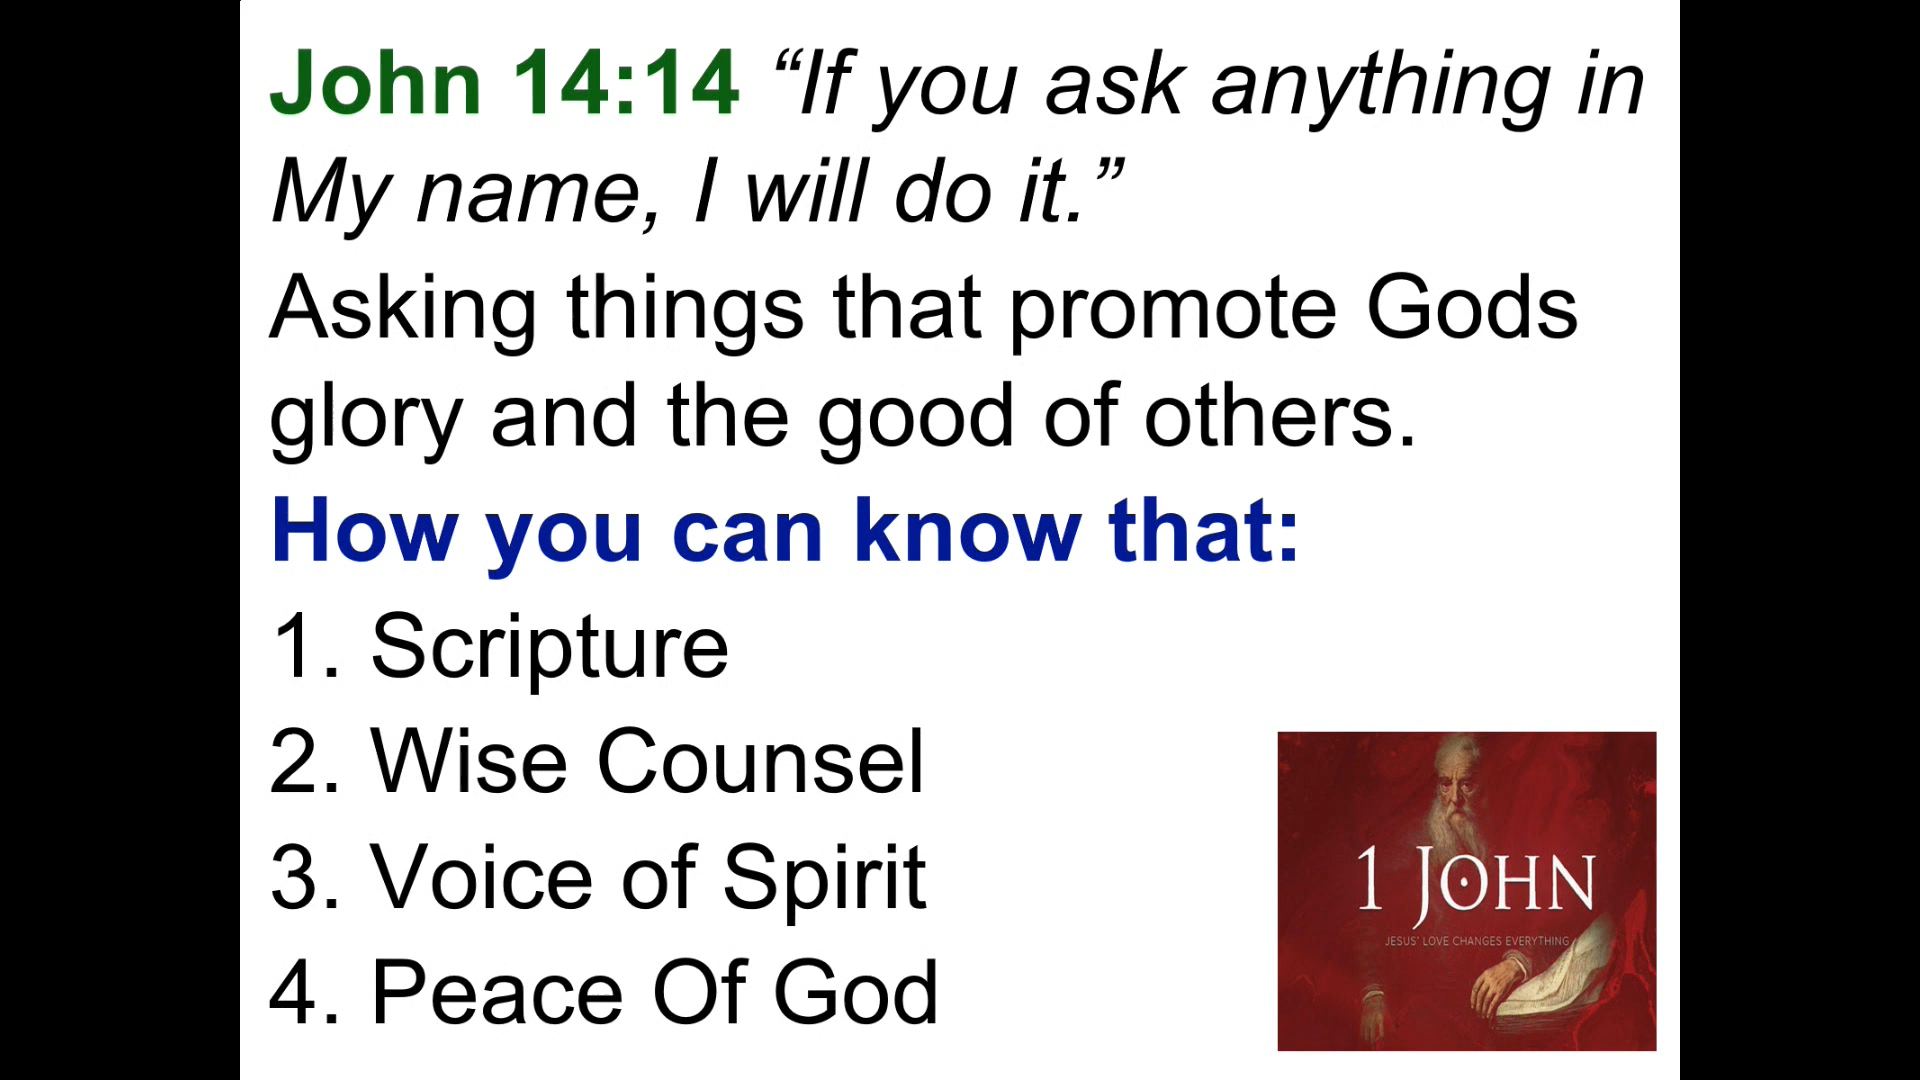 John 14:14 “If you ask anything in
My name, I will do it.”
Asking things that promote Gods
glory and the good of others.
How you can know that:
1. Scripture
2. Wise Counsel
3. Voice of Spirit
4. Peace Of God
1 JOHN
JESUS' LOVE CHANGES EVERYTHING